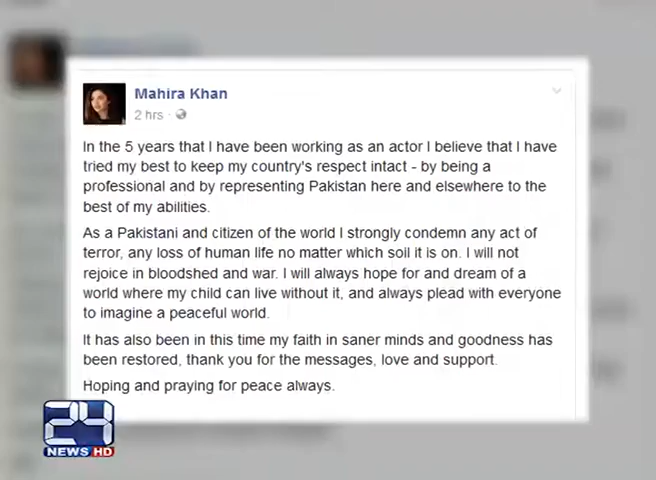 Mahira Khan
2 hrs ·
In the 5 years that I have been working as an actor I believe that I have
tried my best to keep my country's respect intact - by being a
professional and by representing Pakistan here and elsewhere to the
best of my abilities.
As a Pakistani and citizen of the world I strongly condemn any act of
terror, any loss of human life no matter which soil it is on. I will not
rejoice in bloodshed and war. I will always hope for and dream of a
world where my child can live without it, and always plead with everyone
to imagine a peaceful world.
It has also been in this time my faith in saner minds and goodness has
been restored, thank you for the messages, love and support.
Hoping and praying for peace always.
24
NEWS HD